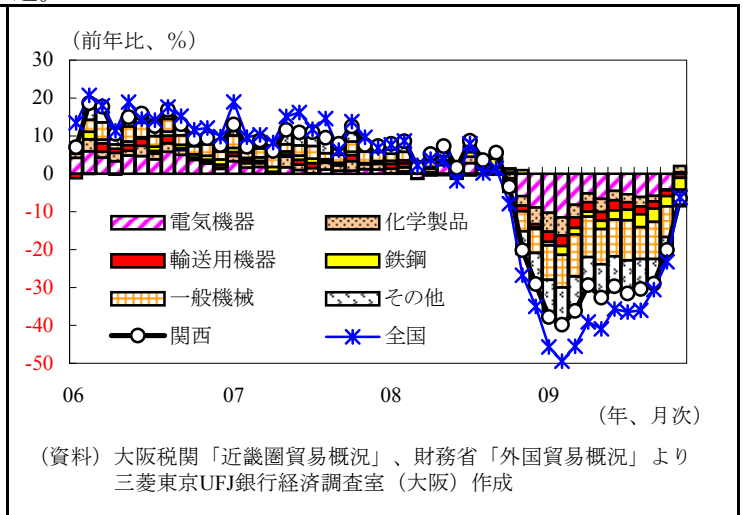 （前年比、%）
30
20
10
0
-10
-20
-30
-40
-50
電気機器
化学製品
輸送用機器
鉄鋼
一般機械
その他
関西
全国
06 07 08 09
（年、月次）
（資料）大阪税関「近畿圏貿易概況」、財務省「外国貿易概況」より
三菱東京UFJ銀行経済調査室（大阪）作成